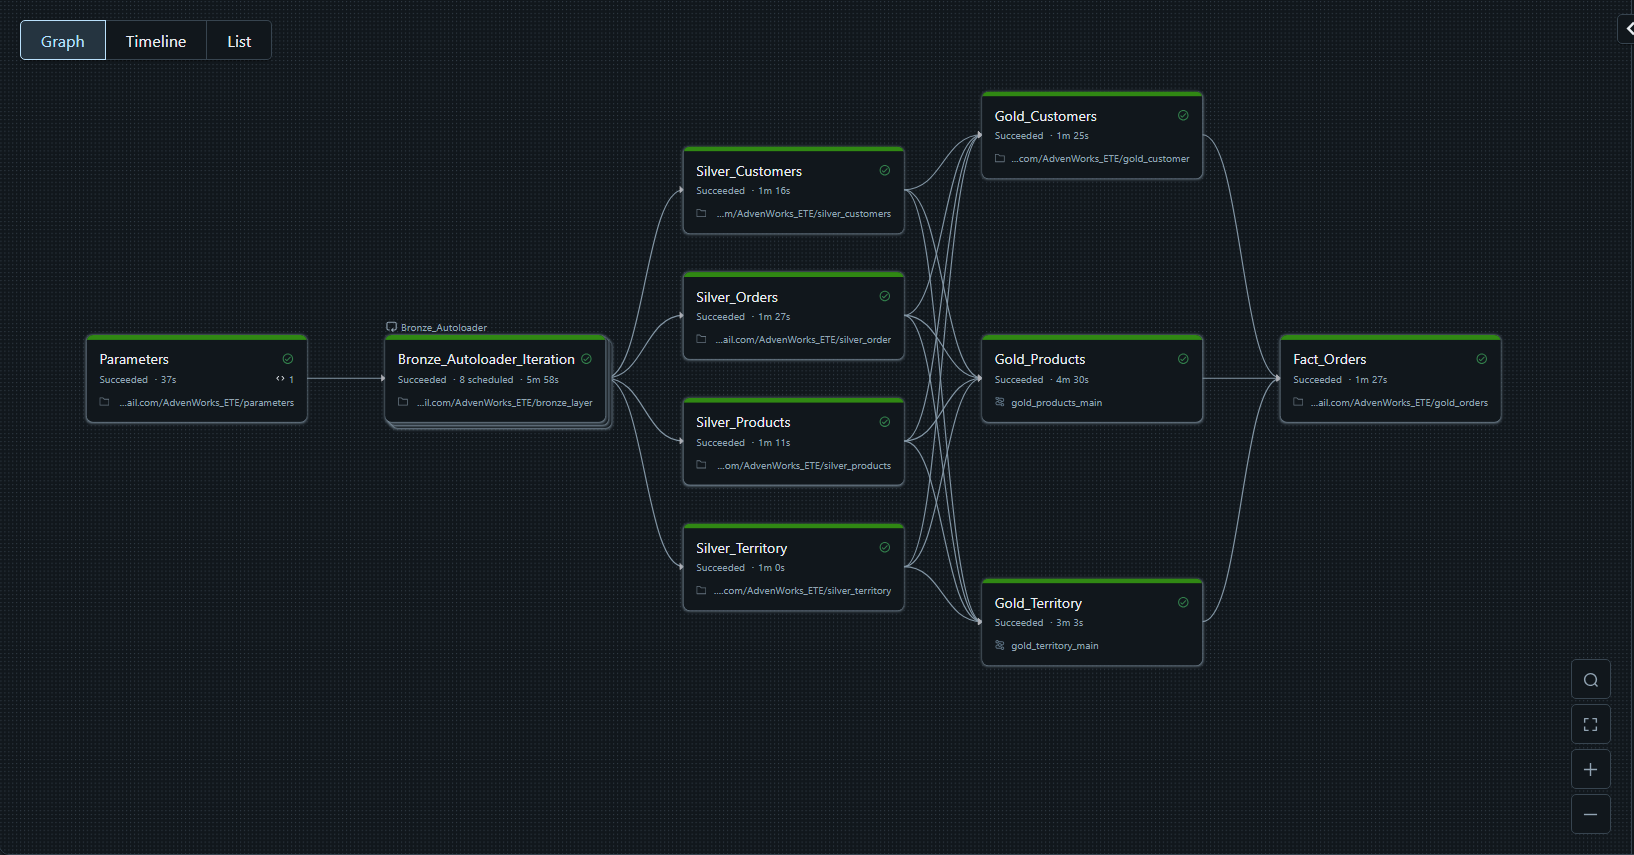 Graph
Timeline
List
Parameters
Succeeded · 37s
1
...ail.com/AdvenWorks_ETE/parameters
Bronze_Autoloader
Bronze_Autoloader_Iteration
Succeeded · 8 scheduled · 5m 58s
...il.com/AdvenWorks_ETE/bronze_layer
Silver_Customers
Succeeded · 1m 16s
...m/AdvenWorks_ETE/silver_customers
Silver_Orders
Succeeded · 1m 27s
...ail.com/AdvenWorks_ETE/silver_order
Silver_Products
Succeeded · 1m 11s
...om/AdvenWorks_ETE/silver_products
Silver_Territory
Succeeded · 1m 0s
....com/AdvenWorks_ETE/silver_territory
Gold_Customers
Succeeded · 1m 25s
...com/AdvenWorks_ETE/gold_customer
Gold_Products
Succeeded · 4m 30s
gold_products_main
Gold_Territory
Succeeded · 3m 3s
gold_territory_main
Fact_Orders
Succeeded · 1m 27s
...ail.com/AdvenWorks_ETE/gold_orders